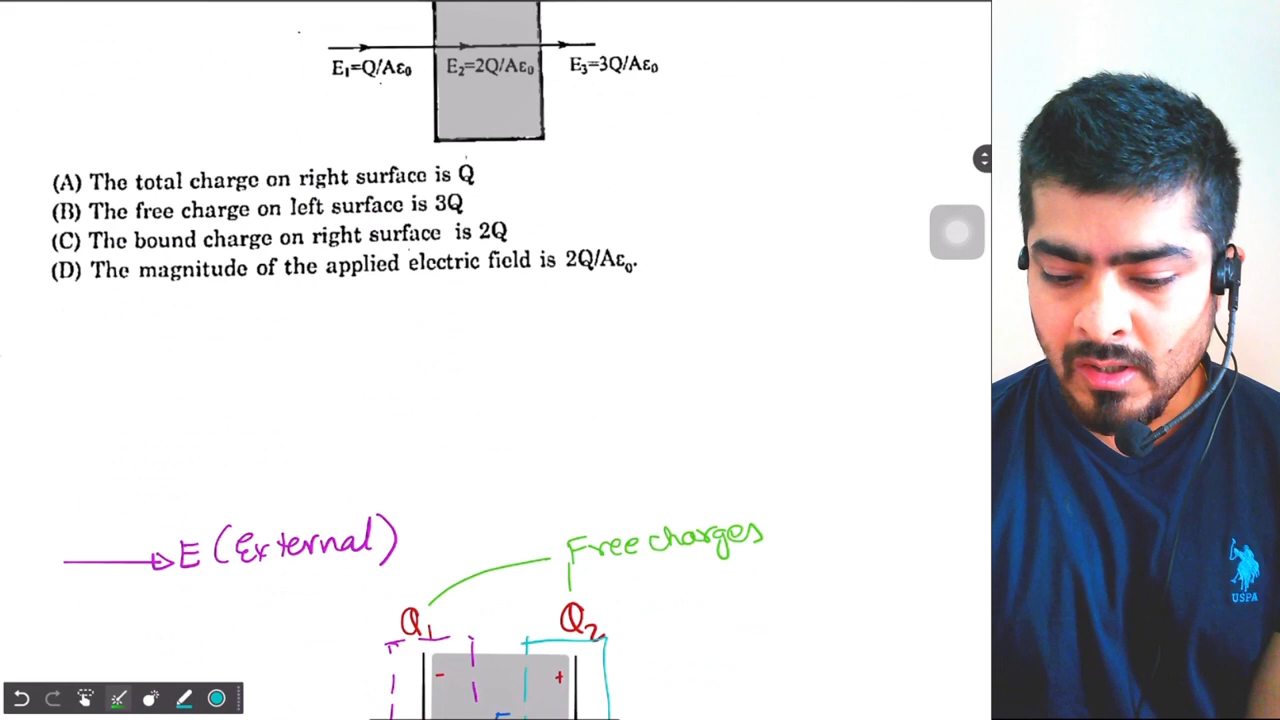 E₁=Q/Aε₀ E₂=2Q/Aε₀ E₃=3Q/Aε₀
(A) The total charge on right surface is Q
(B) The free charge on left surface is 3Q
(C) The bound charge on right surface is 2Q
(D) The magnitude of the applied electric field is 2Q/Aε₀.
E (External)
Free charges
Q₁ Q₂
- +
USPA